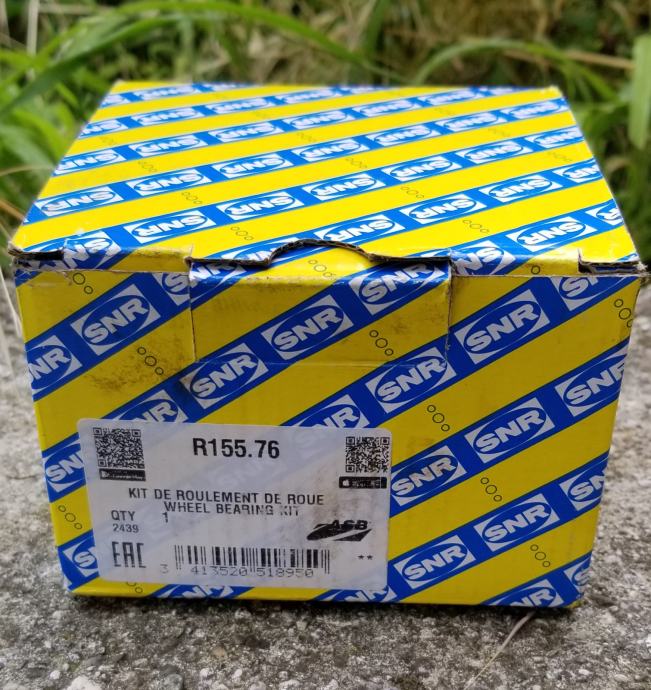 SNR
R155.76
KIT DE ROULEMENT DE ROUE
WHEEL BEARING KIT
QTY 1
2439
ASB
EAC
**
3 413520 518950